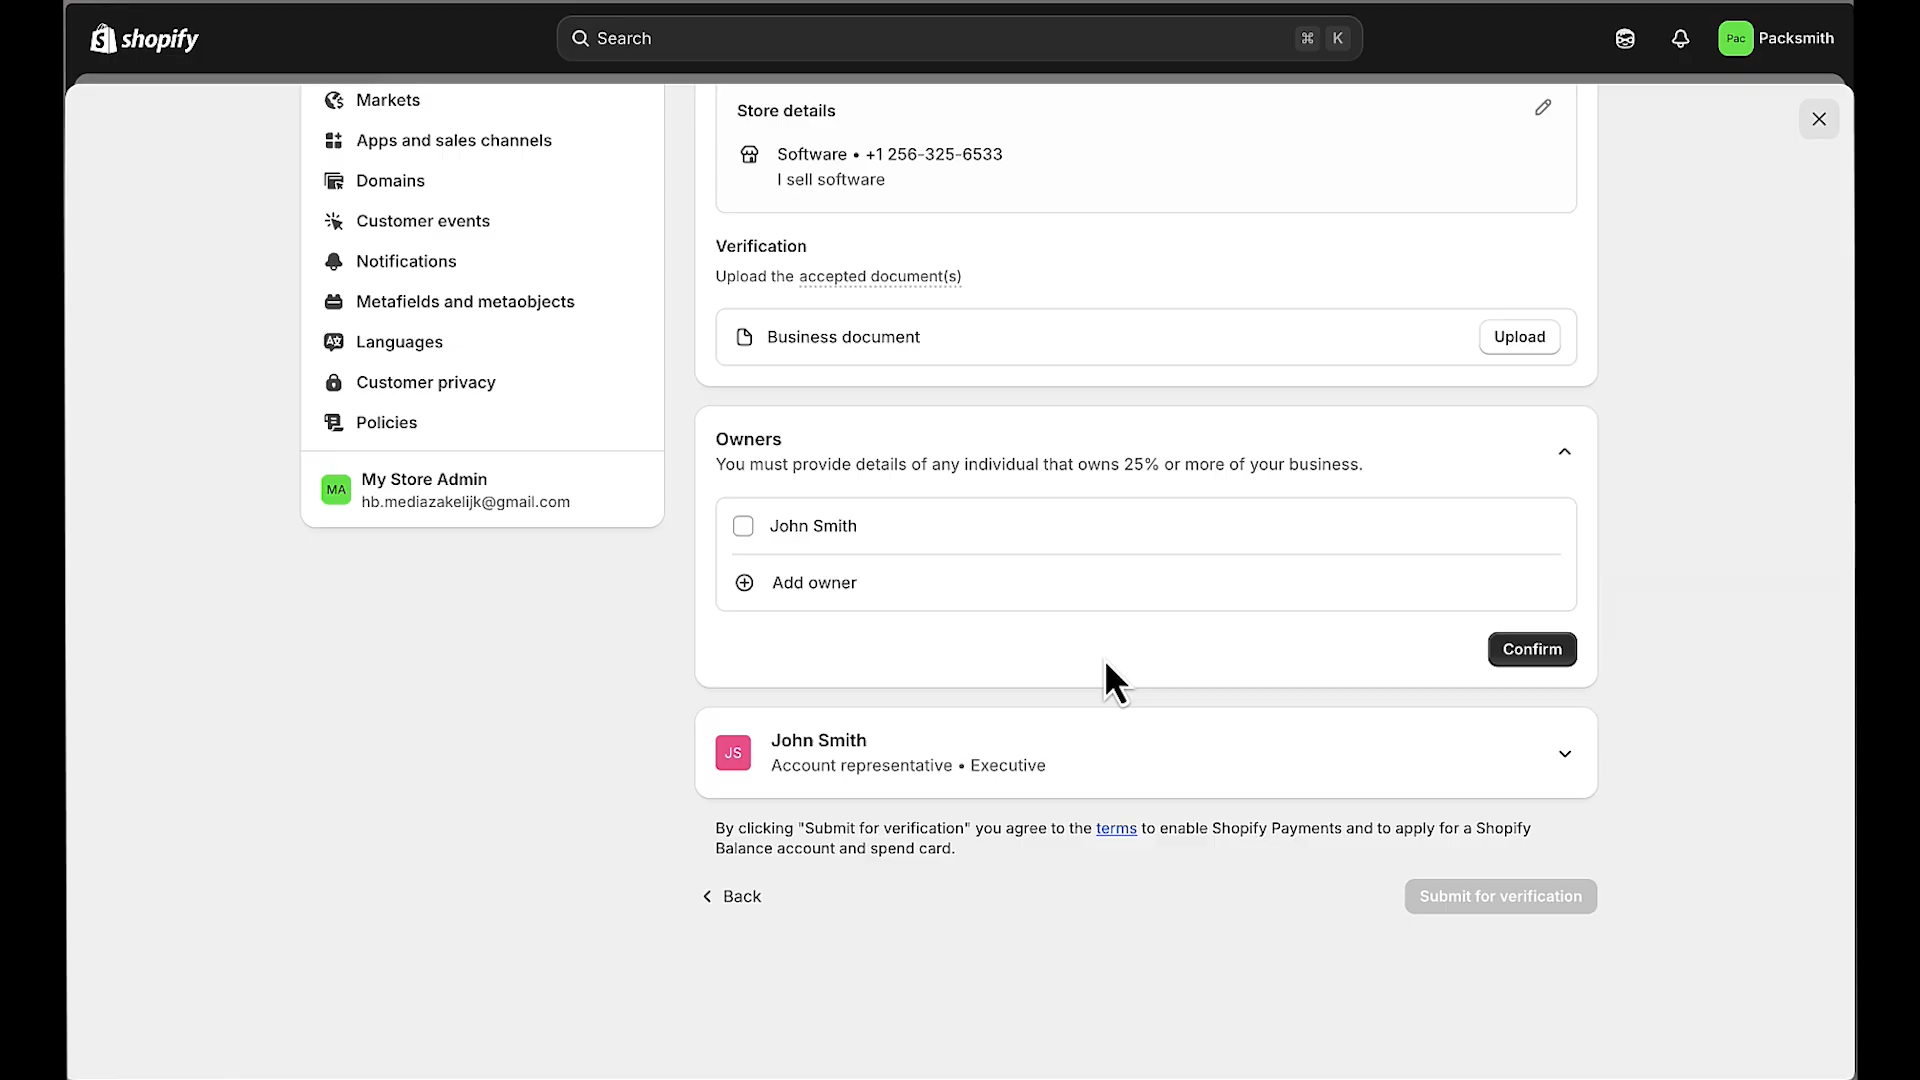 shopify
Search
⌘ K
Pac
Packsmith
Markets
Apps and sales channels
Domains
Customer events
Notifications
Metafields and metaobjects
Languages
Customer privacy
Policies
MA
My Store Admin
hb.mediazakelijk@gmail.com
Store details
Software • +1 256-325-6533
I sell software
Verification
Upload the accepted document(s)
Business document
Upload
Owners
You must provide details of any individual that owns 25% or more of your business.
John Smith
Add owner
Confirm
JS
John Smith
Account representative • Executive
By clicking "Submit for verification" you agree to the terms to enable Shopify Payments and to apply for a Shopify
Balance account and spend card.
Back
Submit for verification